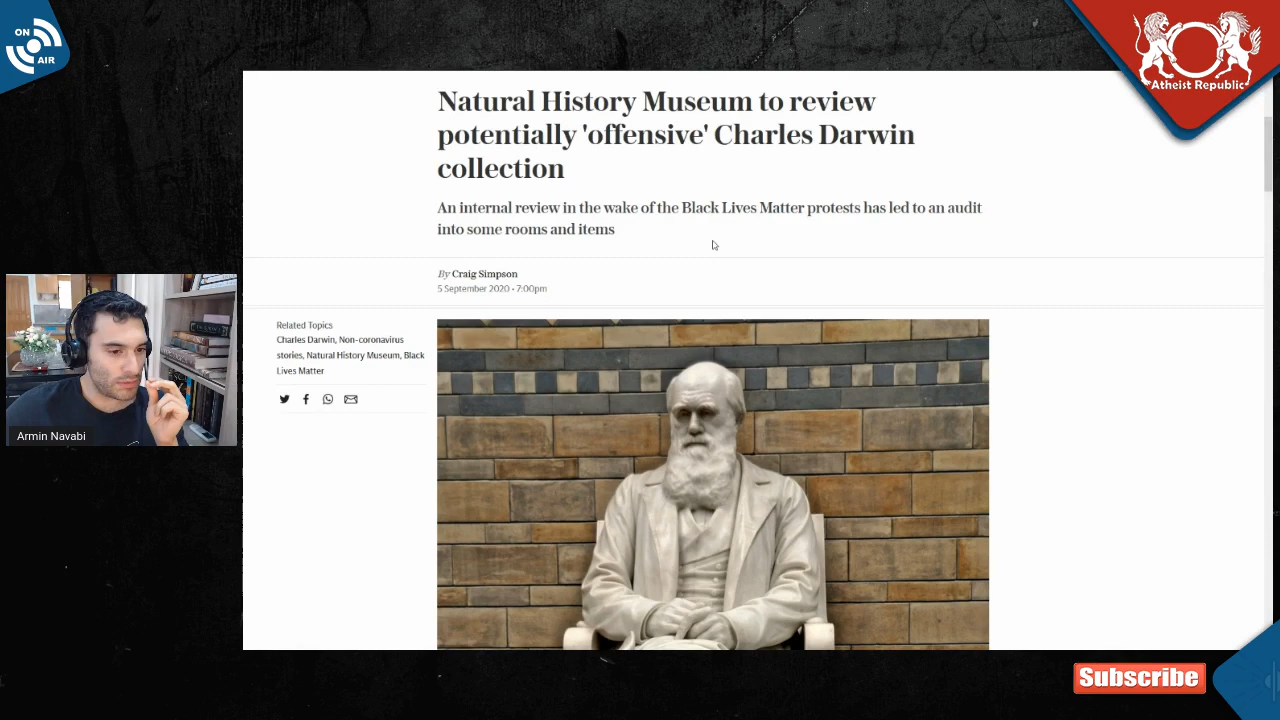 ON
AIR
Atheist Republic
Natural History Museum to review
potentially 'offensive' Charles Darwin
collection
An internal review in the wake of the Black Lives Matter protests has led to an audit
into some rooms and items
By Craig Simpson
5 September 2020 • 7:00pm
Related Topics
Charles Darwin, Non-coronavirus
stories, Natural History Museum, Black
Lives Matter
Armin Navabi
Subscribe